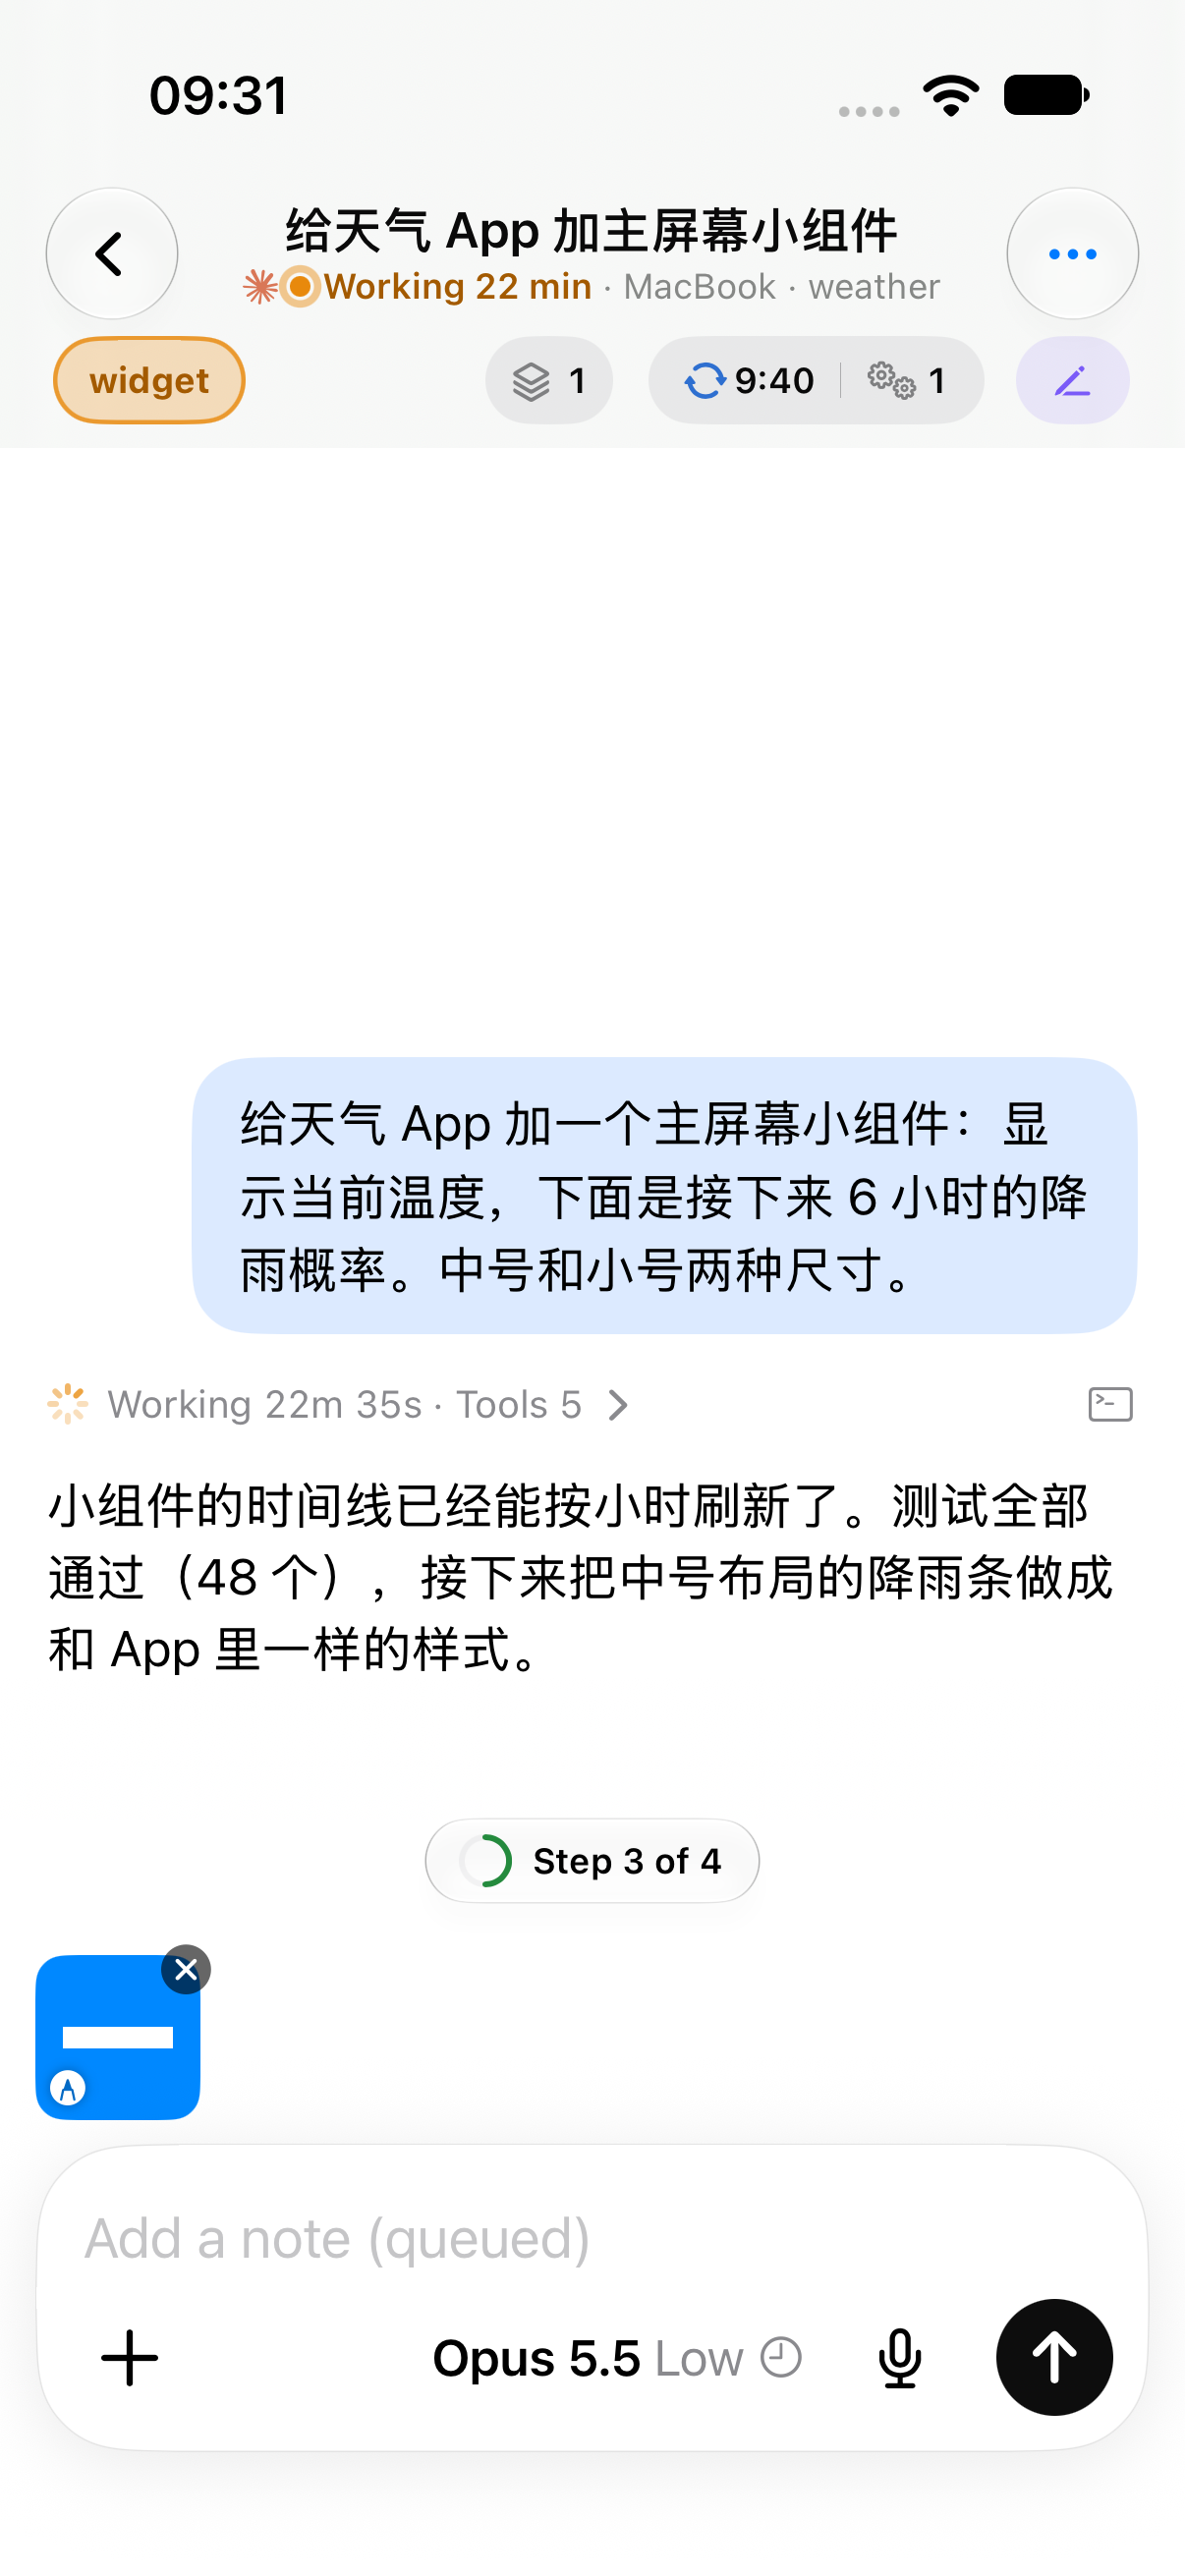 09:31
给天气 App 加主屏幕小组件
Working 22 min · MacBook · weather
widget
1
9:40
1
给天气 App 加一个主屏幕小组件：显
示当前温度，下面是接下来 6 小时的降
雨概率。中号和小号两种尺寸。
Working 22m 35s · Tools 5
小组件的时间线已经能按小时刷新了。测试全部
通过（48 个），接下来把中号布局的降雨条做成
和 App 里一样的样式。
Step 3 of 4
Add a note (queued)
Opus 5.5 Low